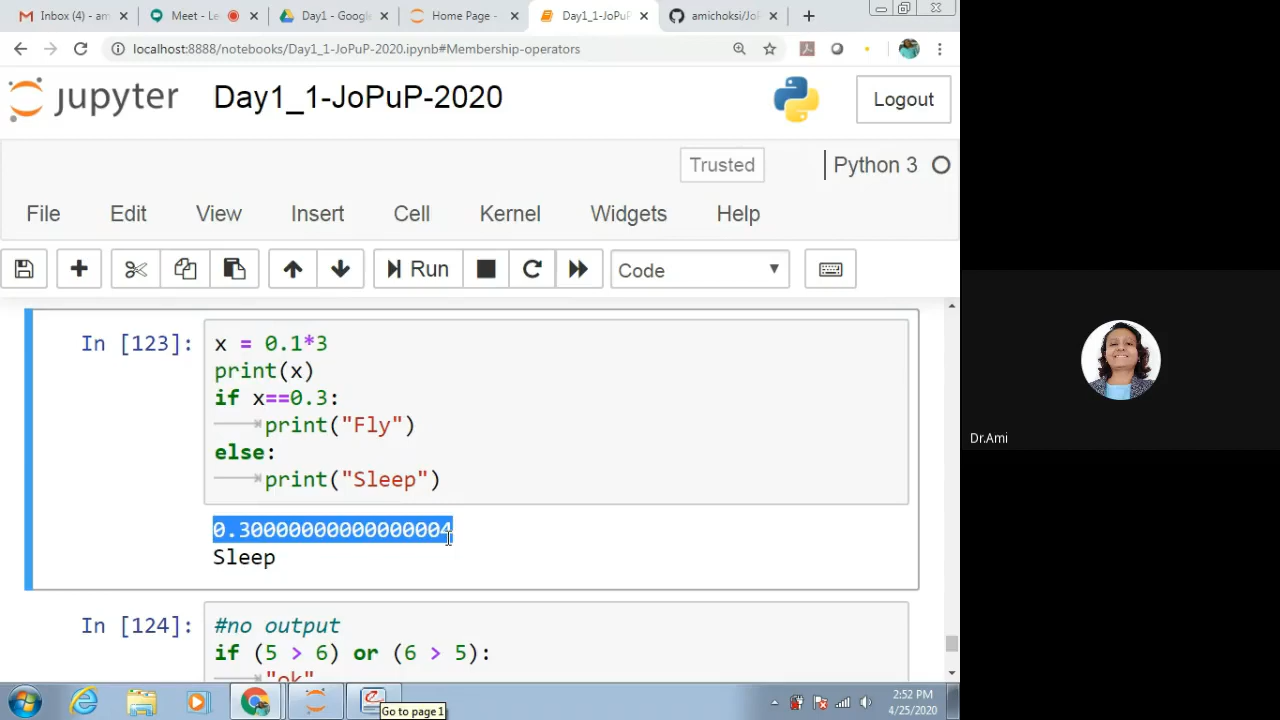 Inbox (4) - am
Meet - Le
Day1 - Google
Home Page -
Day1_1-JoPuP
amichoksi/JoP
localhost:8888/notebooks/Day1_1-JoPuP-2020.ipynb#Membership-operators
jupyter
Day1_1-JoPuP-2020
Logout
Trusted
Python 3
File
Edit
View
Insert
Cell
Kernel
Widgets
Help
Run
Code
In [123]:
x = 0.1*3
print(x)
if x==0.3:
print("Fly")
else:
print("Sleep")
0.30000000000000004
Sleep
In [124]:
#no output
if (5 > 6) or (6 > 5):
"ok"
Go to page 1
2:52 PM
4/25/2020
Dr.Ami